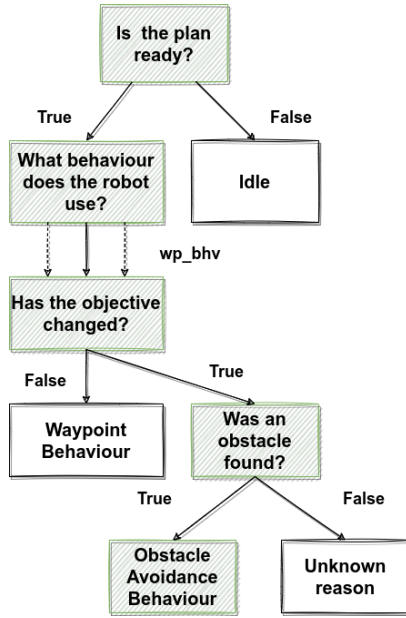 Is the plan
ready?
True
False
What behaviour
does the robot
use?
Idle
wp_bhv
Has the objective
changed?
False
True
Waypoint
Behaviour
Was an
obstacle
found?
True
False
Obstacle
Avoidance
Behaviour
Unknown
reason